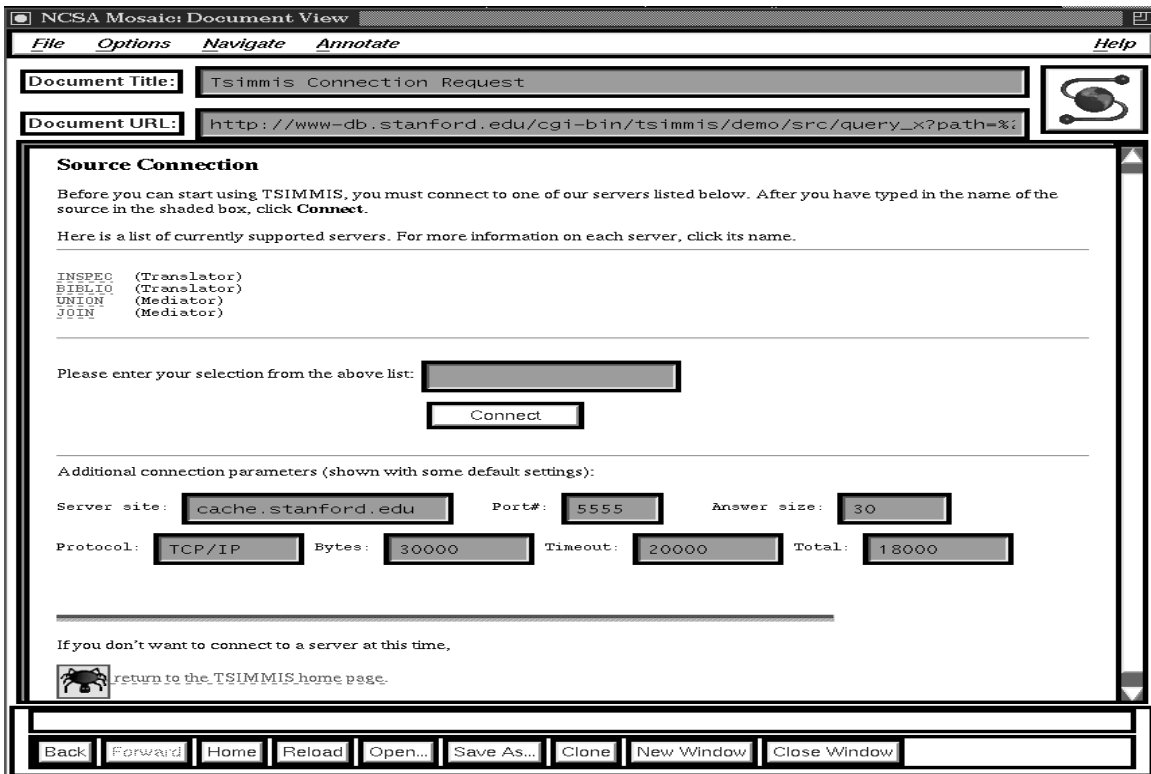 NCSA Mosaic: Document View
File Options Navigate Annotate Help
Document Title: Tsimmis Connection Request
Document URL: http://www-db.stanford.edu/cgi-bin/tsimmis/demo/src/query_x?path=%2
Source Connection
Before you can start using TSIMMIS, you must connect to one of our servers listed below. After you have typed in the name of the
source in the shaded box, click Connect.
Here is a list of currently supported servers. For more information on each server, click its name.
INSPEC (Translator)
BIBLIO (Translator)
UNION (Mediator)
JOIN (Mediator)
Please enter your selection from the above list:
Connect
Additional connection parameters (shown with some default settings):
Server site: cache.stanford.edu Port#: 5555 Answer size: 30
Protocol: TCP/IP Bytes: 30000 Timeout: 20000 Total: 18000
If you don't want to connect to a server at this time,
return to the TSIMMIS home page.
Back Forward Home Reload Open... Save As... Clone New Window Close Window